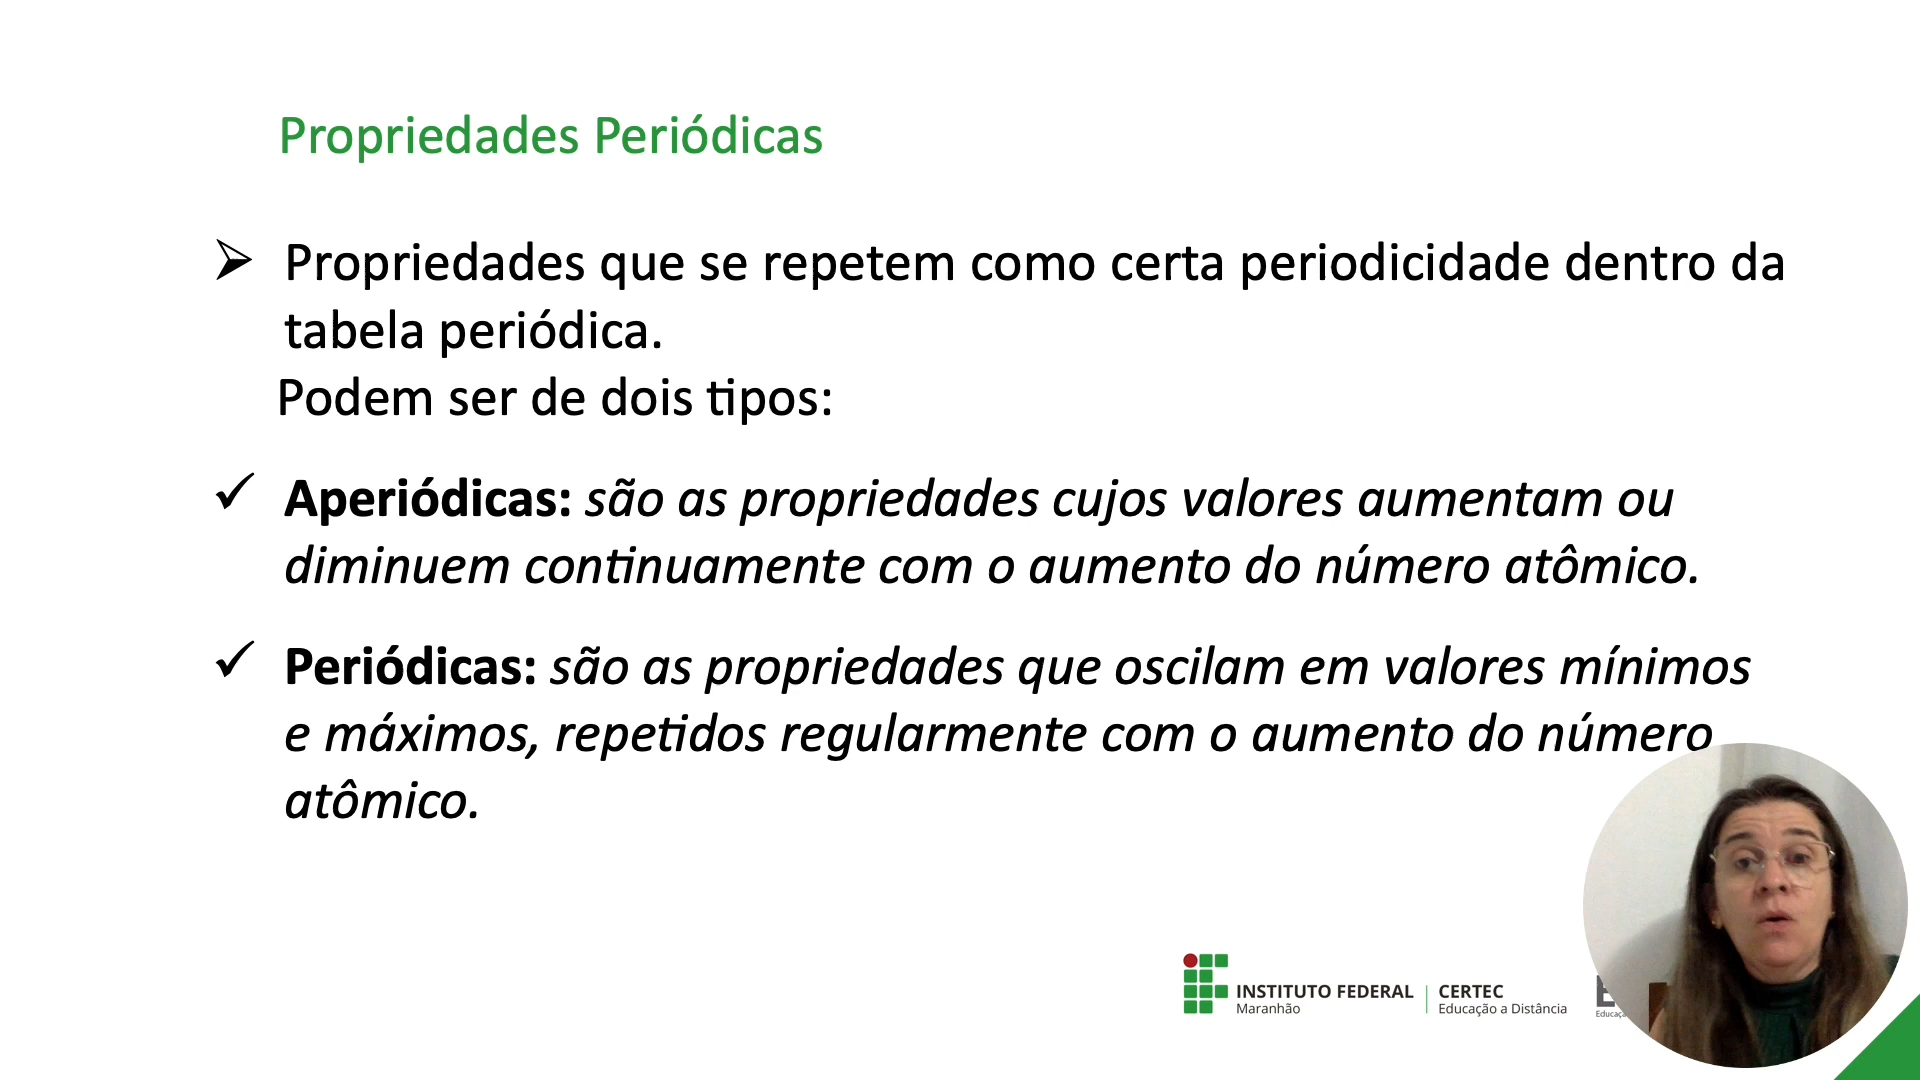 Propriedades Periódicas
Propriedades que se repetem como certa periodicidade dentro da
tabela periódica.
Podem ser de dois tipos:
Aperiódicas: são as propriedades cujos valores aumentam ou
diminuem continuamente com o aumento do número atômico.
Periódicas: são as propriedades que oscilam em valores mínimos
e máximos, repetidos regularmente com o aumento do número
atômico.
INSTITUTO FEDERAL
Maranhão
CERTEC
Educação a Distância